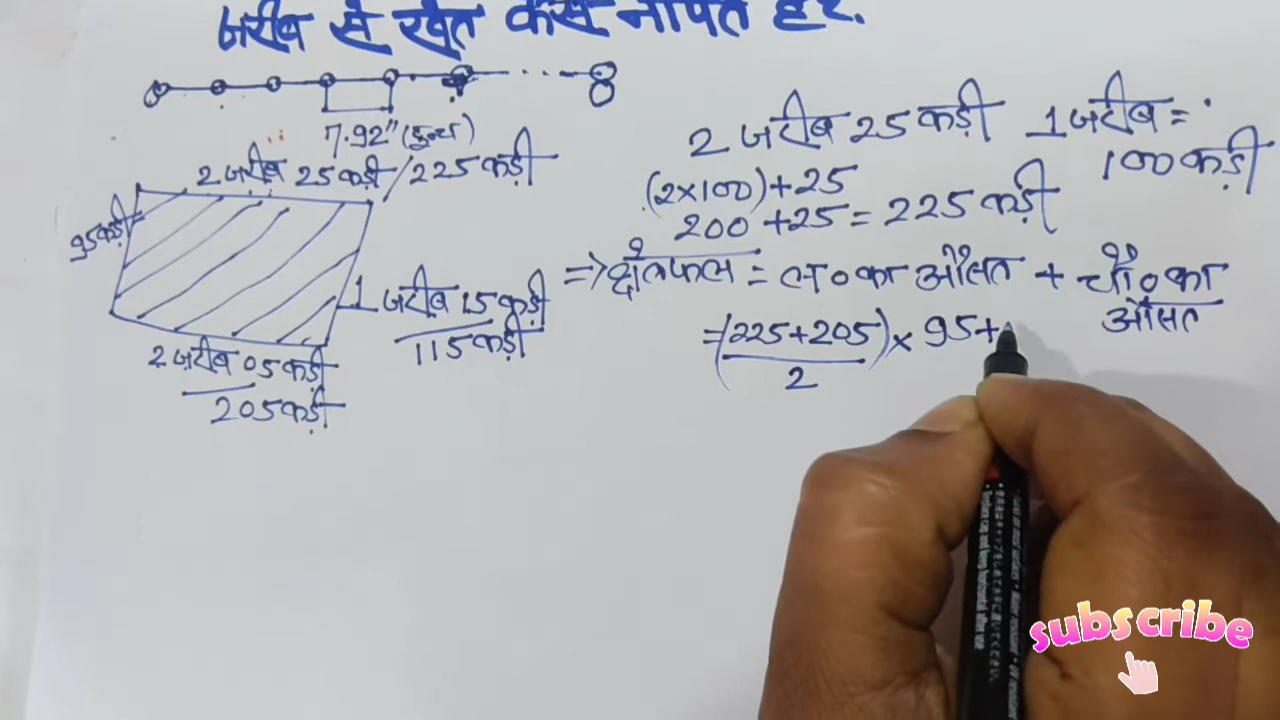 जरीब से खेत कैसे नापते हैं.
7.92" (इन्च)
2 जरीब 25 कड़ी / 225 कड़ी
95 कड़ी
1 जरीब 15 कड़ी
115 कड़ी
2 जरीब 05 कड़ी
205 कड़ी
2 जरीब 25 कड़ी
1 जरीब =
100 कड़ी
(2×100)+25
200 +25 = 225 कड़ी
=> क्षेत्रफल = ल० का औसत + चौ० का
औसत
= (225+205)/2 × 95+
subscribe